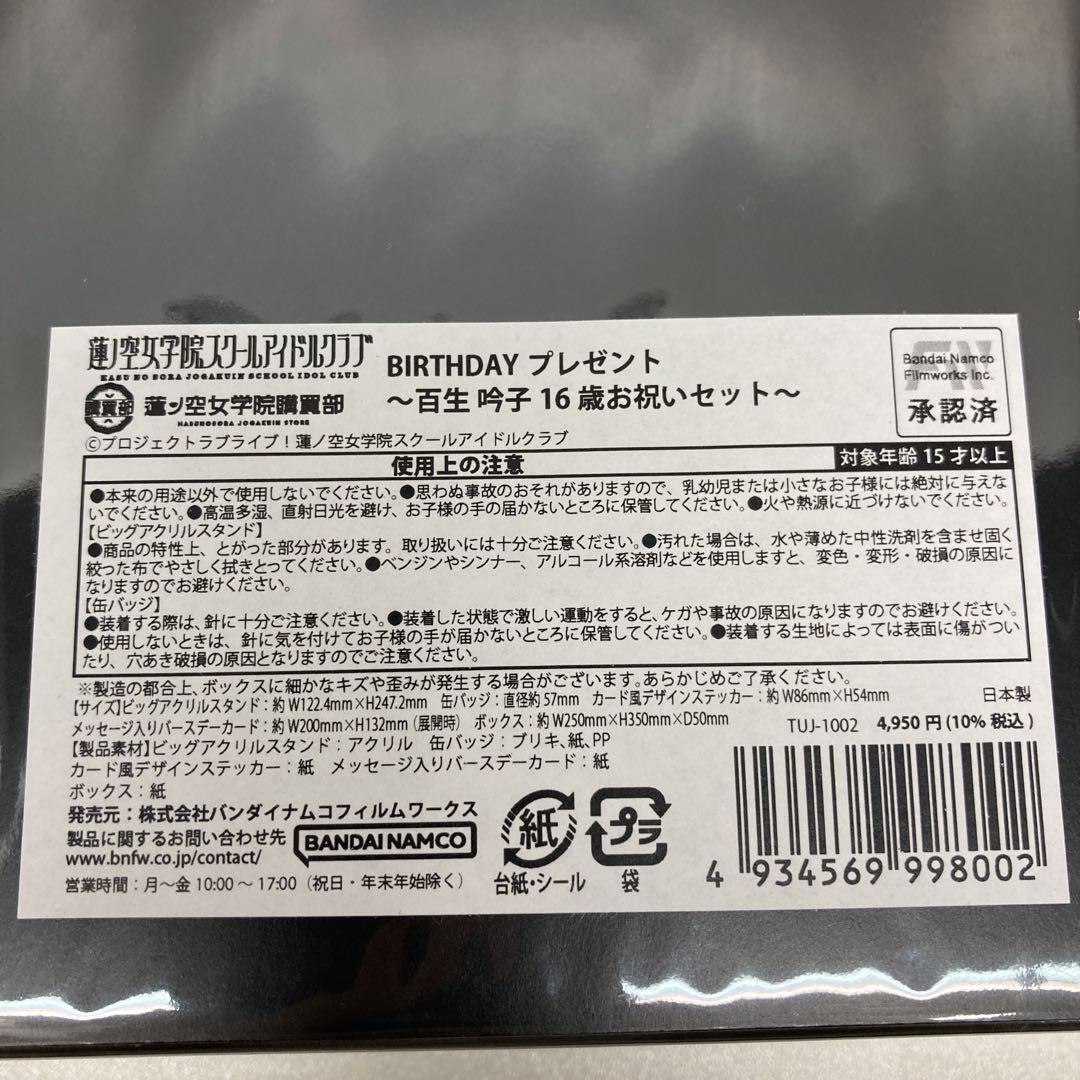 蓮ノ空女学院スクールアイドルクラブ
HASU NO SORA JOGAKUIN SCHOOL IDOL CLUB
購買部 蓮ノ空女学院購買部
HASUNOSORA JOGAKUIN STORE
BIRTHDAY プレゼント
～百生 吟子 16 歳お祝いセット～
Bandai Namco
Filmworks Inc.
承認済
©プロジェクトラブライブ！蓮ノ空女学院スクールアイドルクラブ
使用上の注意
対象年齢 15 才以上
●本来の用途以外で使用しないでください。●思わぬ事故のおそれがありますので、乳幼児または小さなお子様には絶対に与えな
いでください。●高温多湿、直射日光を避け、お子様の手の届かないところに保管してください。●火や熱源に近づけないでください。
【ビッグアクリルスタンド】
●商品の特性上、とがった部分があります。取り扱いには十分ご注意ください。●汚れた場合は、水や薄めた中性洗剤を含ませ固く
絞った布でやさしく拭きとってください。●ベンジンやシンナー、アルコール系溶剤などを使用しますと、変色・変形・破損の原因に
なりますのでお避けください。
【缶バッジ】
●装着する際は、針に十分ご注意ください。●装着した状態で激しい運動をすると、ケガや事故の原因になりますのでお避けください。
●使用しないときは、針に気を付けてお子様の手が届かないところに保管してください。●装着する生地によっては表面に傷がつい
たり、穴あき破損の原因となりますのでご注意ください。
※製造の都合上、ボックスに細かなキズや歪みが発生する場合がございます。あらかじめご了承ください。
【サイズ】ビッグアクリルスタンド：約 W122.4mm×H247.2mm 缶バッジ：直径約 57mm カード風デザインステッカー：約 W86mm×H54mm
日本製
メッセージ入りバースデーカード：約 W200mm×H132mm (展開時) ボックス：約 W250mm×H350mm×D50mm
TUJ-1002 4,950 円 (10% 税込)
【製品素材】ビッグアクリルスタンド：アクリル 缶バッジ：ブリキ、紙、PP
カード風デザインステッカー：紙 メッセージ入りバースデーカード：紙
ボックス：紙
発売元：株式会社バンダイナムコフィルムワークス
製品に関するお問い合わせ先
www.bnfw.co.jp/contact/
BANDAI NAMCO
営業時間：月～金 10:00 ～ 17:00 (祝日・年末年始除く)
紙
台紙・シール
プラ
袋
4 934569 998002